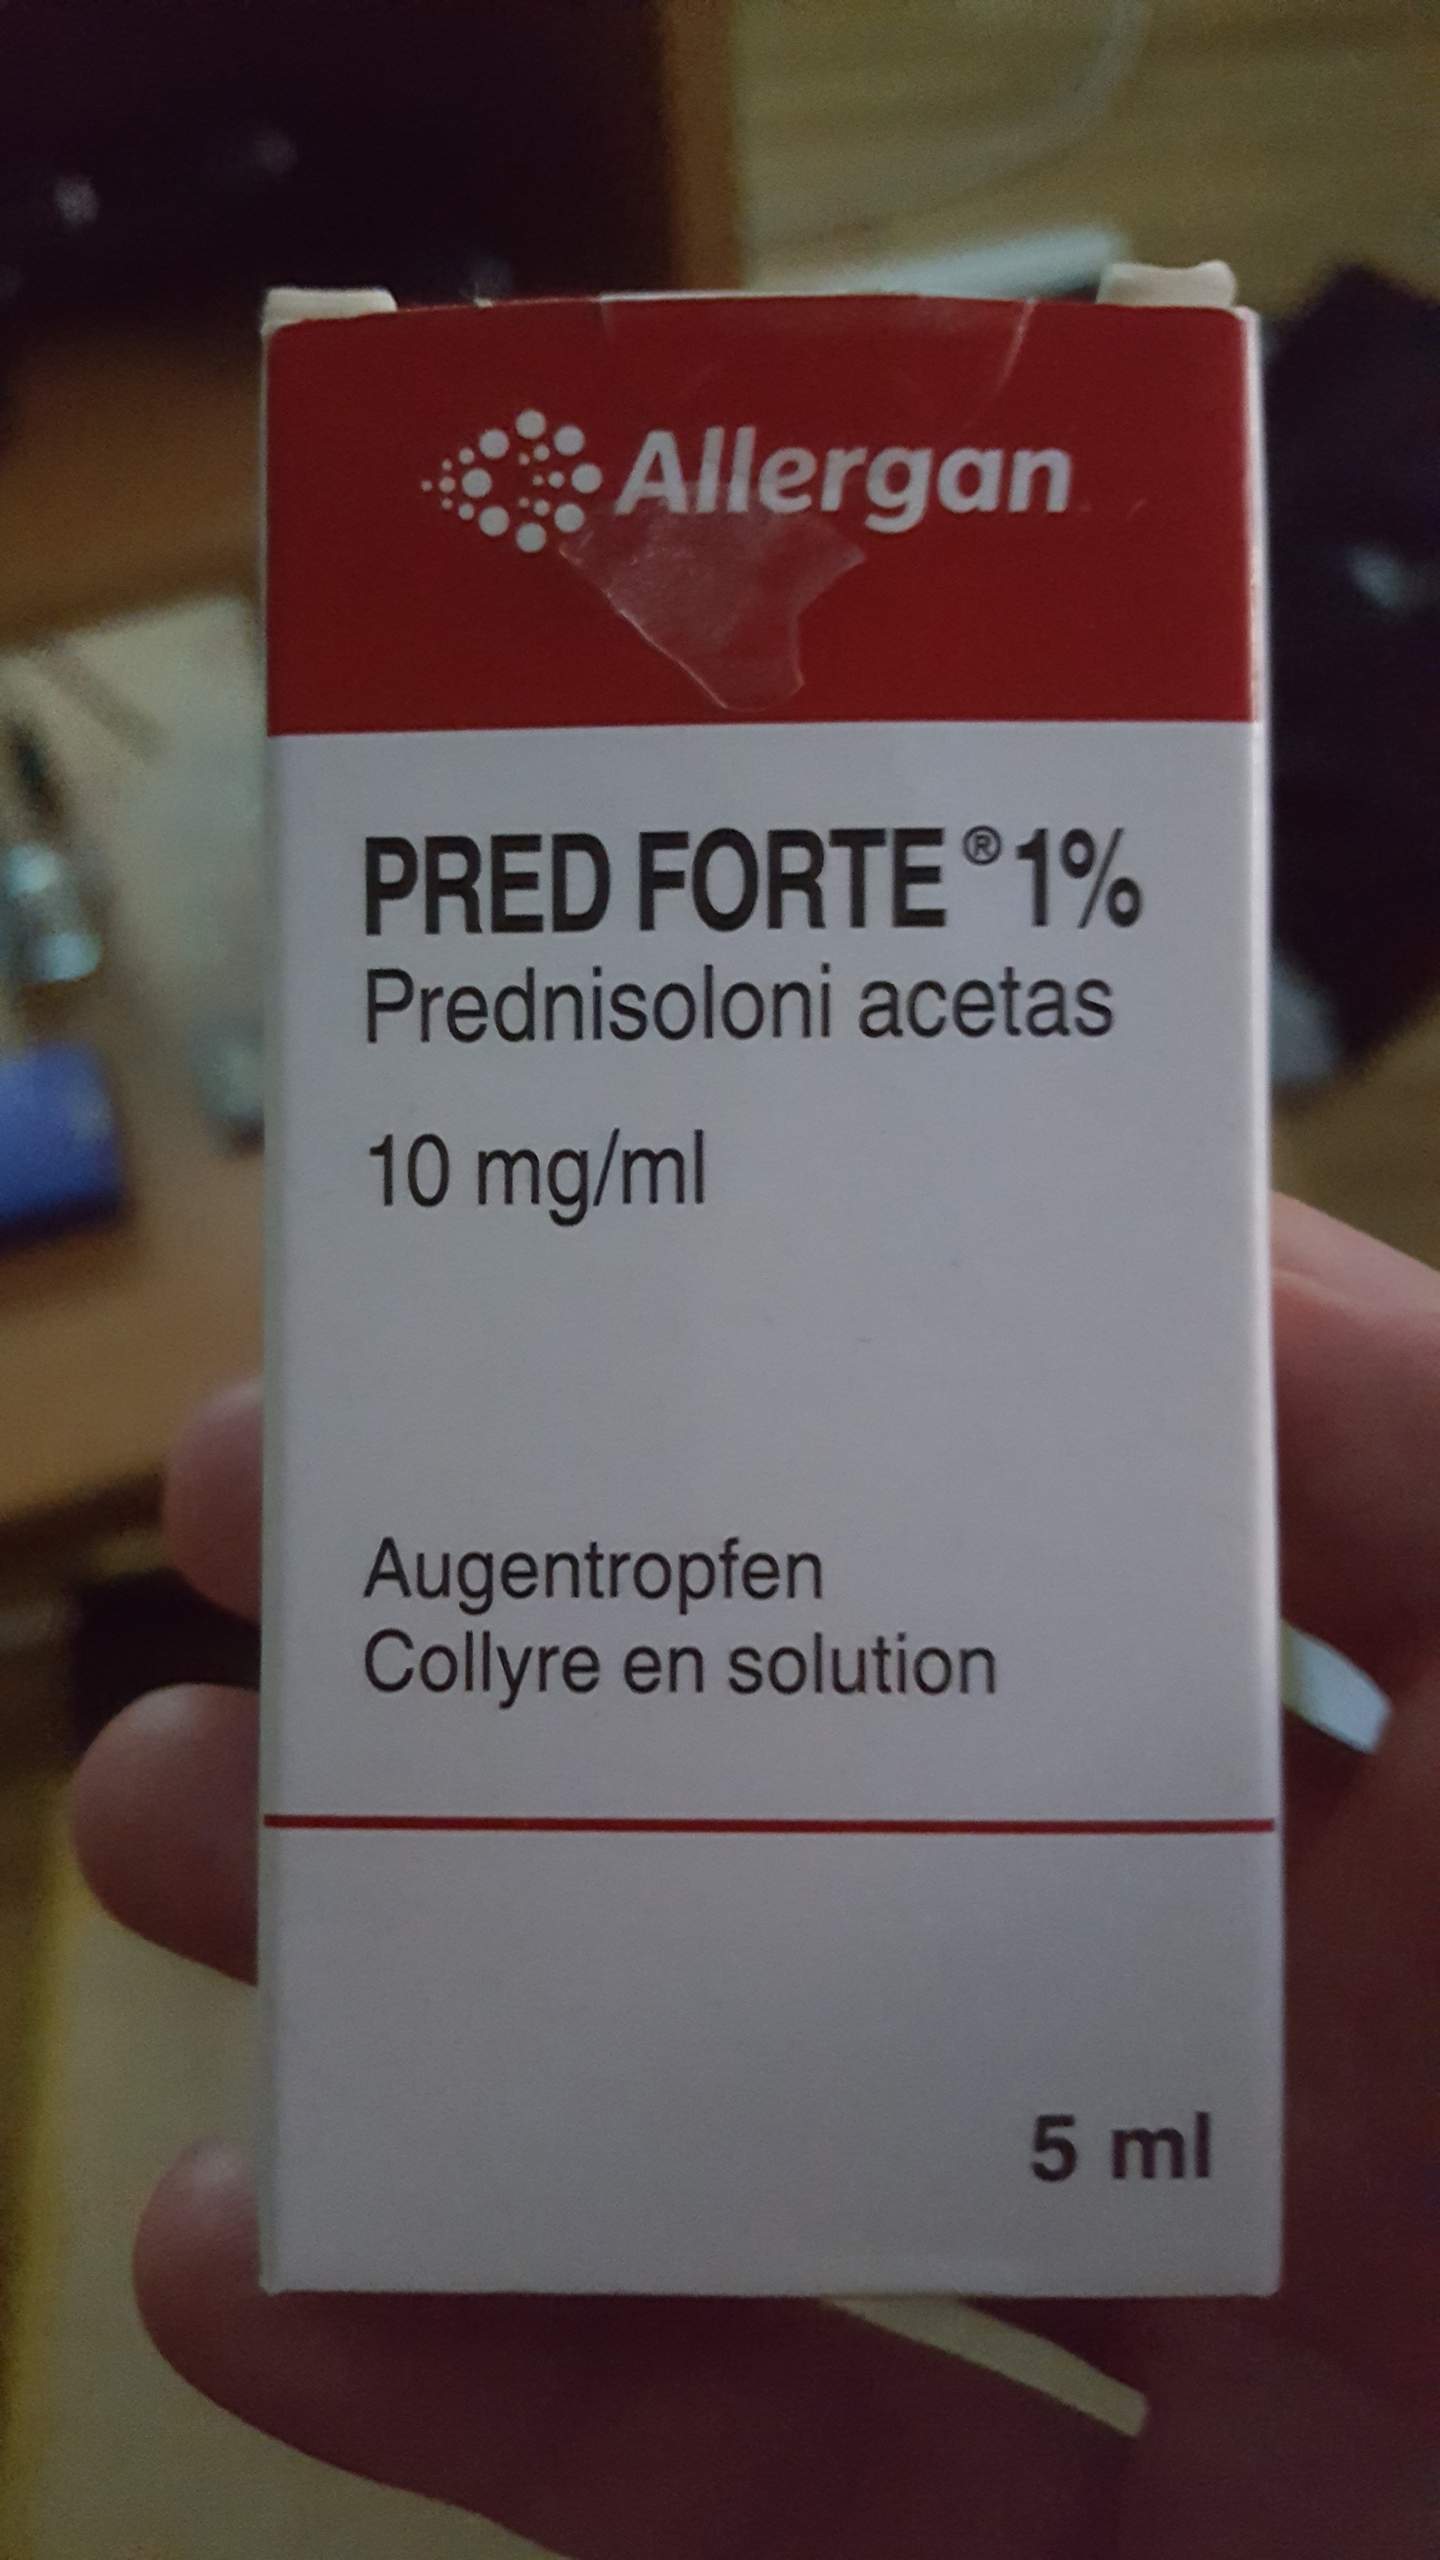 Allergan
PRED FORTE® 1%
Prednisoloni acetas
10 mg/ml
Augentropfen
Collyre en solution
5 ml